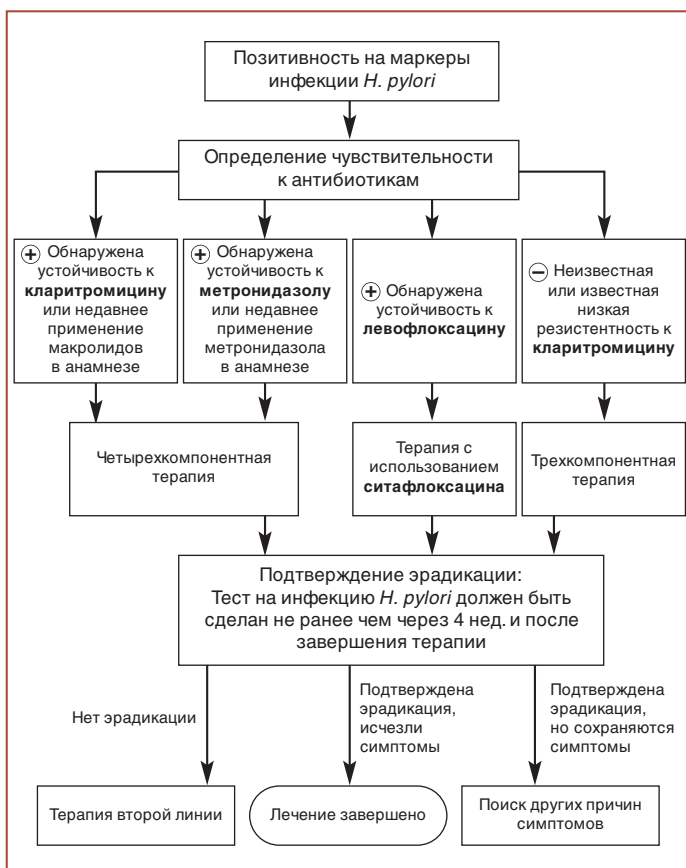 Позитивность на маркеры
инфекции H. pylori
Определение чувствительности
к антибиотикам
+ Обнаружена
устойчивость к
кларитромицину
или недавнее
применение
макролидов
в анамнезе
+ Обнаружена
устойчивость к
метронидазолу
или недавнее
применение
метронидазола
в анамнезе
+ Обнаружена
устойчивость к
левофлоксацину
− Неизвестная
или известная
низкая
резистентность к
кларитромицину
Четырехкомпонентная
терапия
Терапия с
использованием
ситафлоксацина
Трехкомпонентная
терапия
Подтверждение эрадикации:
Тест на инфекцию H. pylori должен быть
сделан не ранее чем через 4 нед. и после
завершения терапии
Нет эрадикации
Подтверждена
эрадикация,
исчезли
симптомы
Подтверждена
эрадикация,
но сохраняются
симптомы
Терапия второй линии
Лечение завершено
Поиск других причин
симптомов